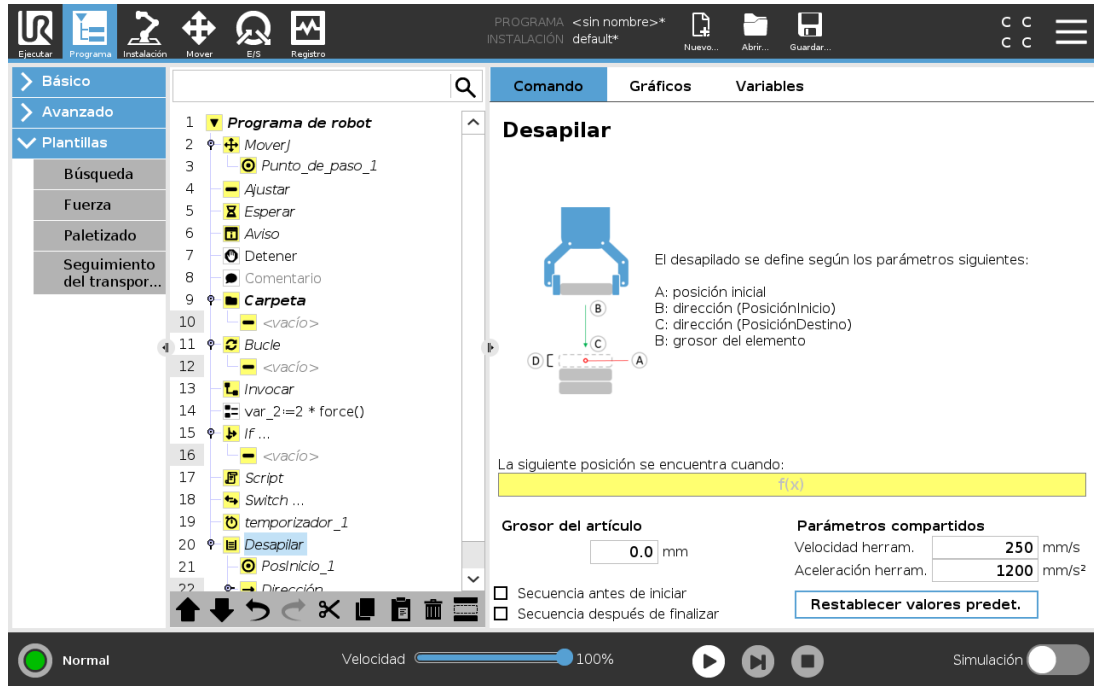 PROGRAMA <sin nombre>*
INSTALACIÓN default*
Ejecutar
Programa
Instalación
Mover
E/S
Registro
Nuevo...
Abrir...
Guardar...
C C
C C
Básico
Avanzado
Plantillas
Búsqueda
Fuerza
Paletizado
Seguimiento
del transpor...
1 Programa de robot
2 MoverJ
3 Punto_de_paso_1
4 Ajustar
5 Esperar
6 Aviso
7 Detener
8 Comentario
9 Carpeta
10 <vacío>
11 Bucle
12 <vacío>
13 Invocar
14 var_2:=2 * force()
15 If ...
16 <vacío>
17 Script
18 Switch ...
19 temporizador_1
20 Desapilar
21 PosInicio_1
22 Dirección
Comando Gráficos Variables
Desapilar
El desapilado se define según los parámetros siguientes:
A: posición inicial
B: dirección (PosiciónInicio)
C: dirección (PosiciónDestino)
B: grosor del elemento
B
C
D
A
La siguiente posición se encuentra cuando:
f(x)
Grosor del artículo
0.0 mm
Secuencia antes de iniciar
Secuencia después de finalizar
Parámetros compartidos
Velocidad herram. 250 mm/s
Aceleración herram. 1200 mm/s²
Restablecer valores predet.
Normal
Velocidad 100%
Simulación